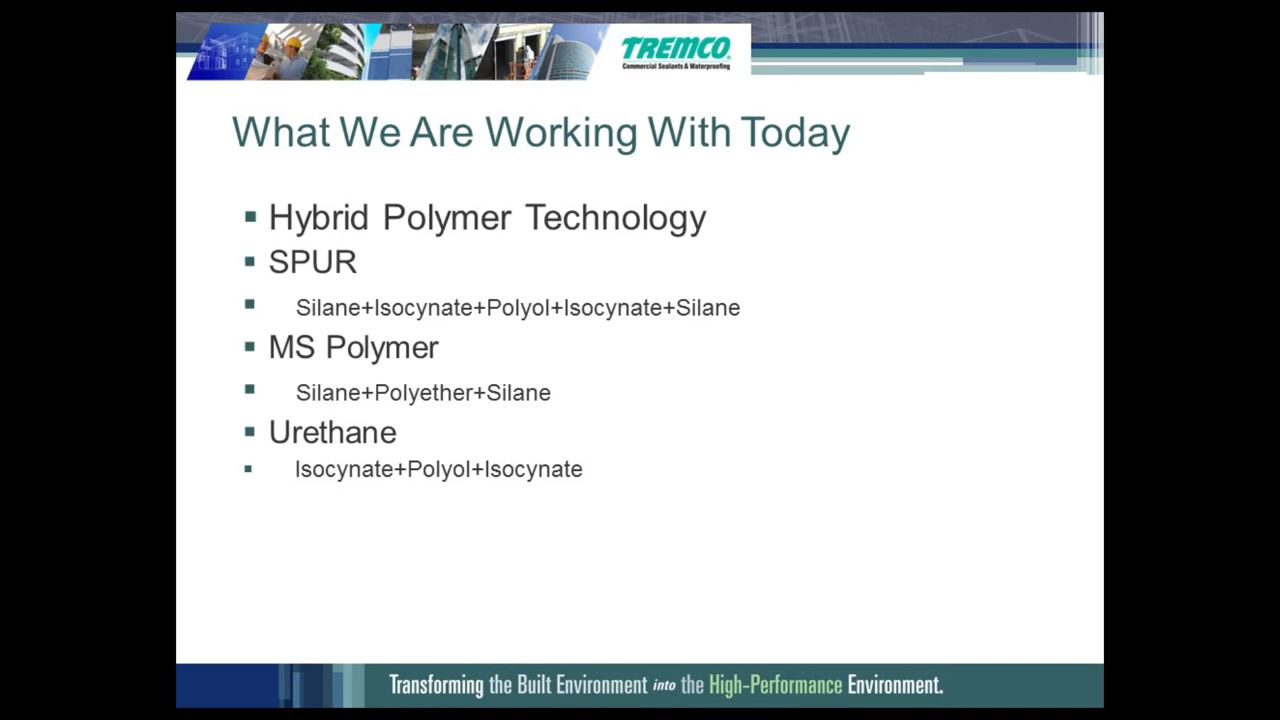 TREMCO
Commercial Sealants & Waterproofing
What We Are Working With Today
Hybrid Polymer Technology
SPUR
Silane+Isocynate+Polyol+Isocynate+Silane
MS Polymer
Silane+Polyether+Silane
Urethane
Isocynate+Polyol+Isocynate
Transforming the Built Environment into the High-Performance Environment.